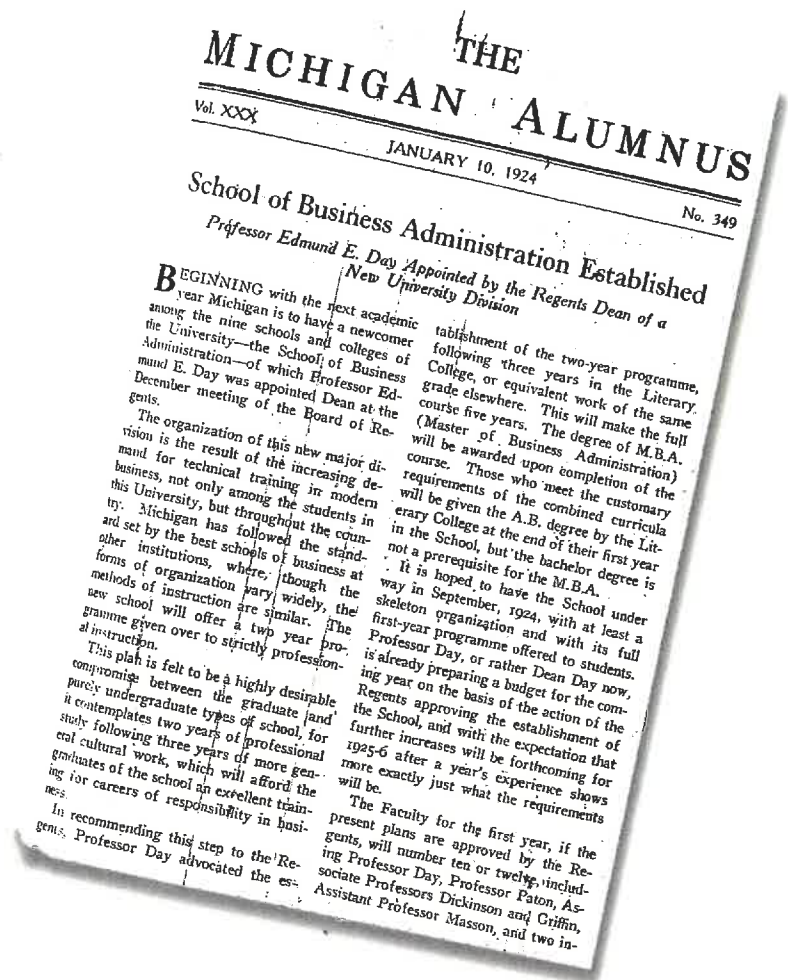 THE
MICHIGAN ALUMNUS
Vol. XXX
JANUARY 10, 1924
No. 349
School of Business Administration Established
Professor Edmund E. Day Appointed by the Regents Dean of a
New University Division
BEGINNING with the next academic
year Michigan is to have a newcomer
among the nine schools and colleges of
the University—the School of Business
Administration—of which Professor Ed-
mund E. Day was appointed Dean at the
December meeting of the Board of Re-
gents.
The organization of this new major di-
vision is the result of the increasing de-
mand for technical training in modern
business, not only among the students in
this University, but throughout the coun-
try. Michigan has followed the stand-
ard set by the best schools of business at
other institutions, where, though the
forms of organization vary widely, the
methods of instruction are similar. The
new school will offer a two year pro-
gramme given over to strictly profession-
al instruction.
This plan is felt to be a highly desirable
compromise between the graduate and
purely undergraduate types of school, for
it contemplates two years of professional
study following three years of more gen-
eral cultural work, which will afford the
graduates of the school an excellent train-
ing for careers of responsibility in busi-
ness.
In recommending this step to the Re-
gents, Professor Day advocated the es-
tablishment of the two-year programme,
following three years in the Literary
College, or equivalent work of the same
grade elsewhere. This will make the full
course five years. The degree of M.B.A.
(Master of Business Administration)
will be awarded upon completion of the
requirements of the combined curricula
course. Those who meet the customary
will be given the A.B. degree by the Lit-
erary College at the end of their first year
in the School, but the bachelor degree is
not a prerequisite for the M.B.A.
It is hoped to have the School under
way in September, 1924, with at least a
skeleton organization and with its full
first-year programme offered to students.
Professor Day, or rather Dean Day now,
is already preparing a budget for the com-
ing year on the basis of the action of the
Regents approving the establishment of
the School, and with the expectation that
further increases will be forthcoming for
1925-6 after a year's experience shows
more exactly just what the requirements
will be.
The Faculty for the first year, if the
present plans are approved by the Re-
gents, will number ten or twelve, includ-
ing Professor Day, Professor Paton, As-
sociate Professors Dickinson and Griffin,
Assistant Professor Masson, and two in-